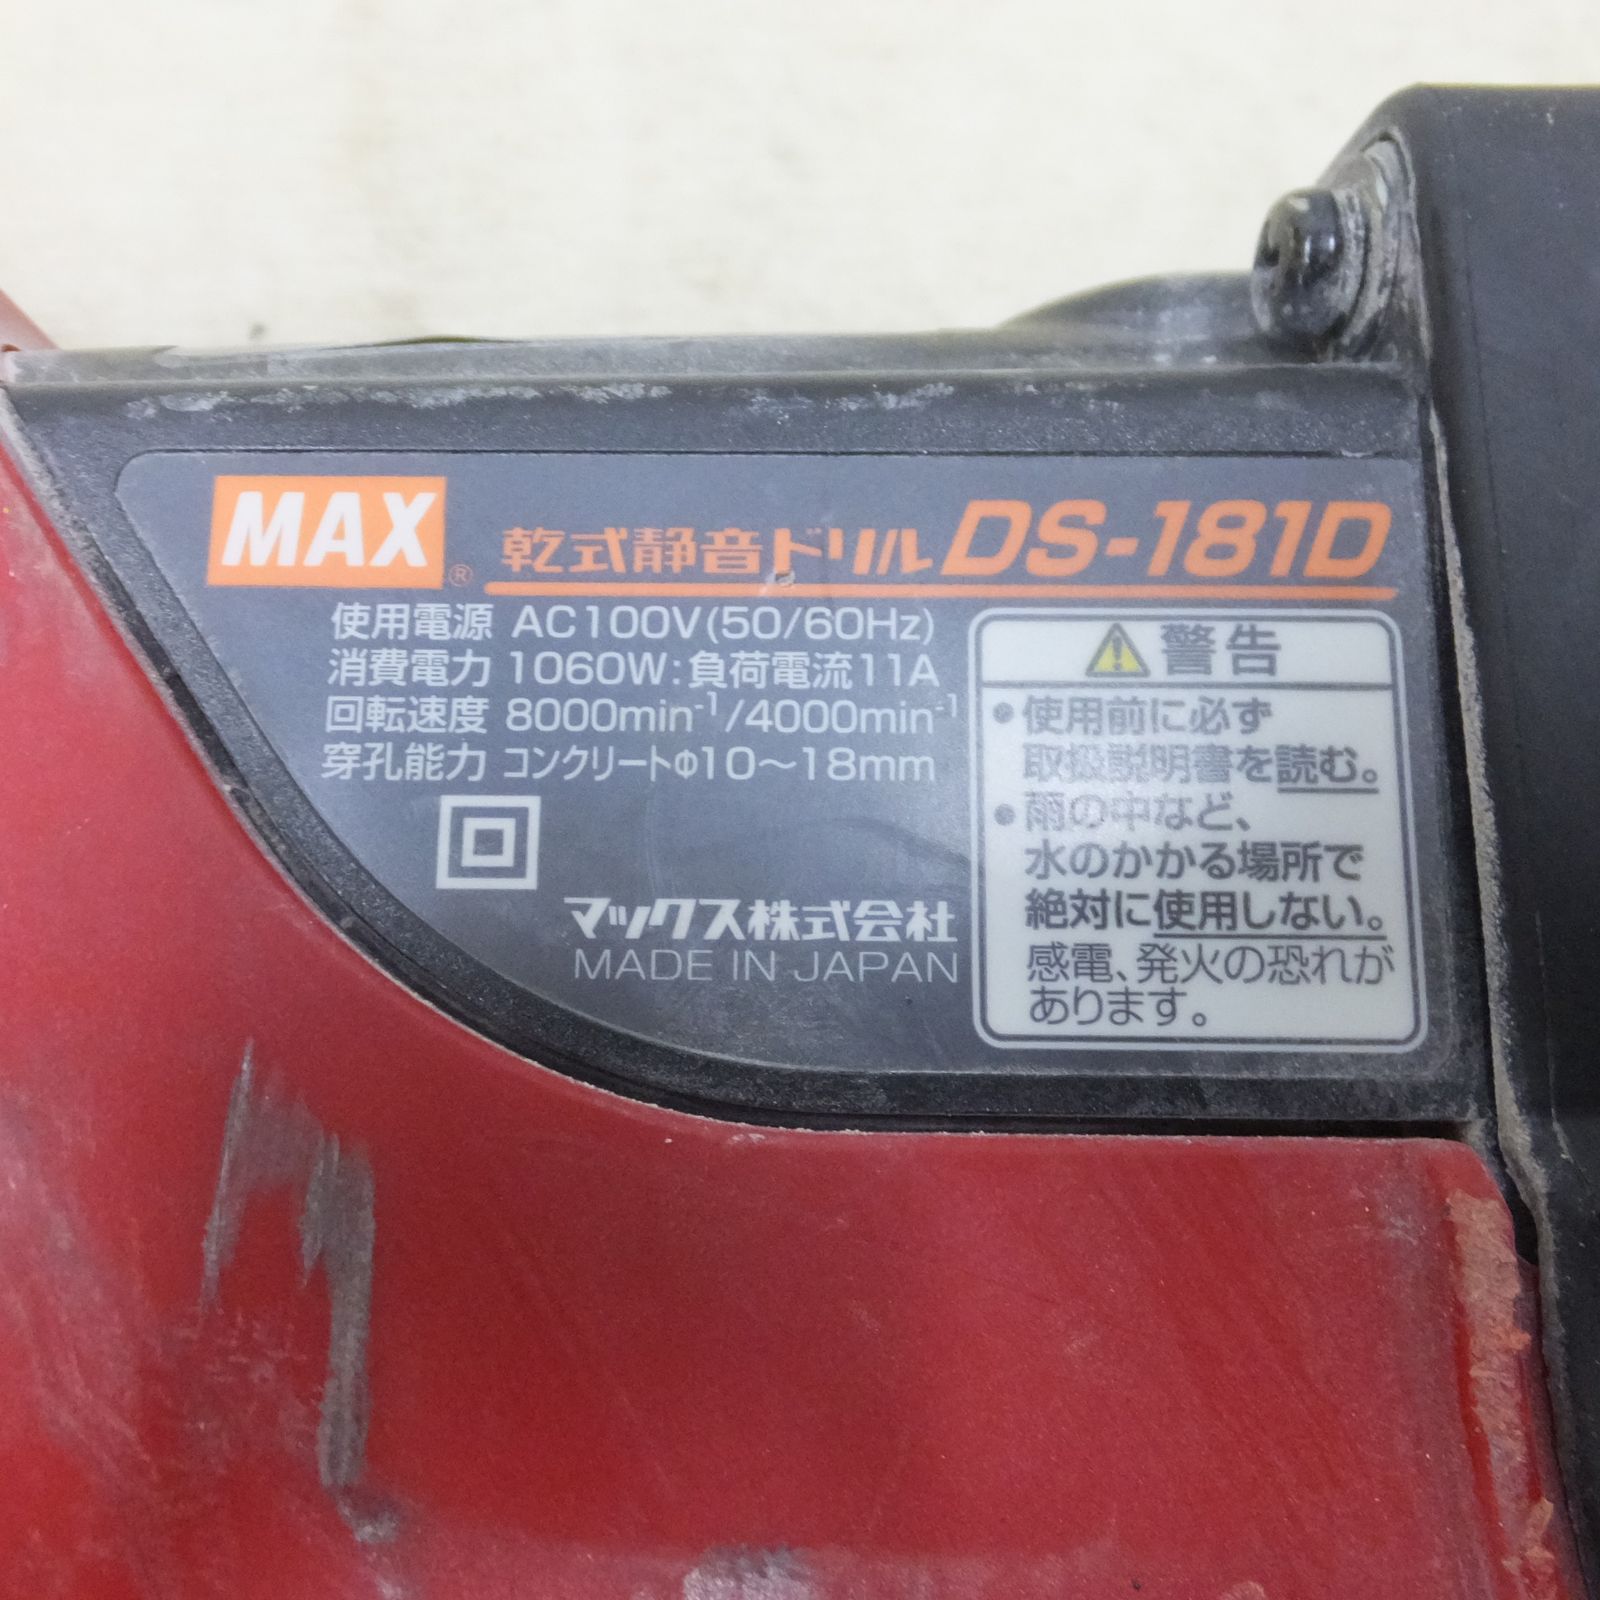 MAX®
乾式静音ドリル DS-181D
使用電源 AC100V(50/60Hz)
消費電力 1060W:負荷電流11A
回転速度 8000min⁻¹/4000min⁻¹
穿孔能力 コンクリートΦ10〜18mm
マックス株式会社
MADE IN JAPAN
警告
・使用前に必ず
取扱説明書を読む。
・雨の中など、
水のかかる場所で
絶対に使用しない。
感電、発火の恐れが
あります。